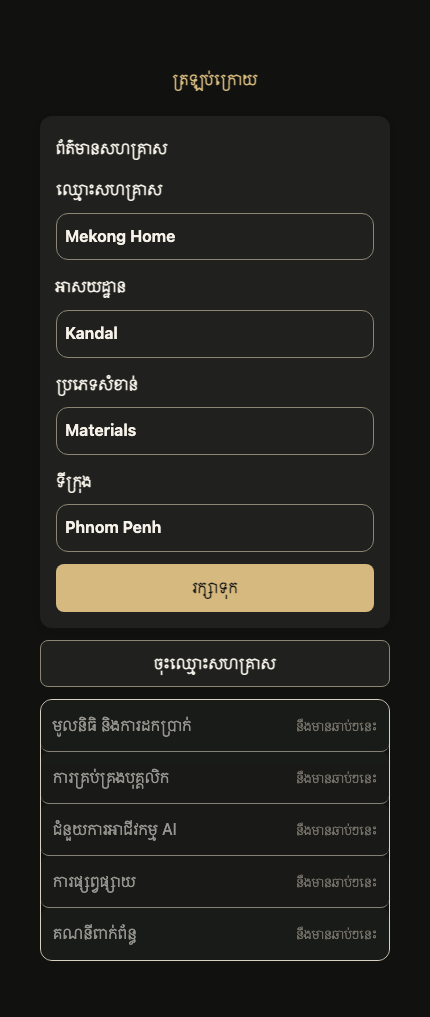 ត្រឡប់ក្រោយ
ព័ត៌មានសហគ្រាស
ឈ្មោះសហគ្រាស
Mekong Home
អាសយដ្ឋាន
Kandal
ប្រភេទសំខាន់
Materials
ទីក្រុង
Phnom Penh
រក្សាទុក
ចុះឈ្មោះសហគ្រាស
មូលនិធិ និងការដកប្រាក់ នឹងមានឆាប់ៗនេះ
ការគ្រប់គ្រងបុគ្គលិក នឹងមានឆាប់ៗនេះ
ជំនួយការអាជីវកម្ម AI នឹងមានឆាប់ៗនេះ
ការផ្សព្វផ្សាយ នឹងមានឆាប់ៗនេះ
គណនីពាក់ព័ន្ធ នឹងមានឆាប់ៗនេះ